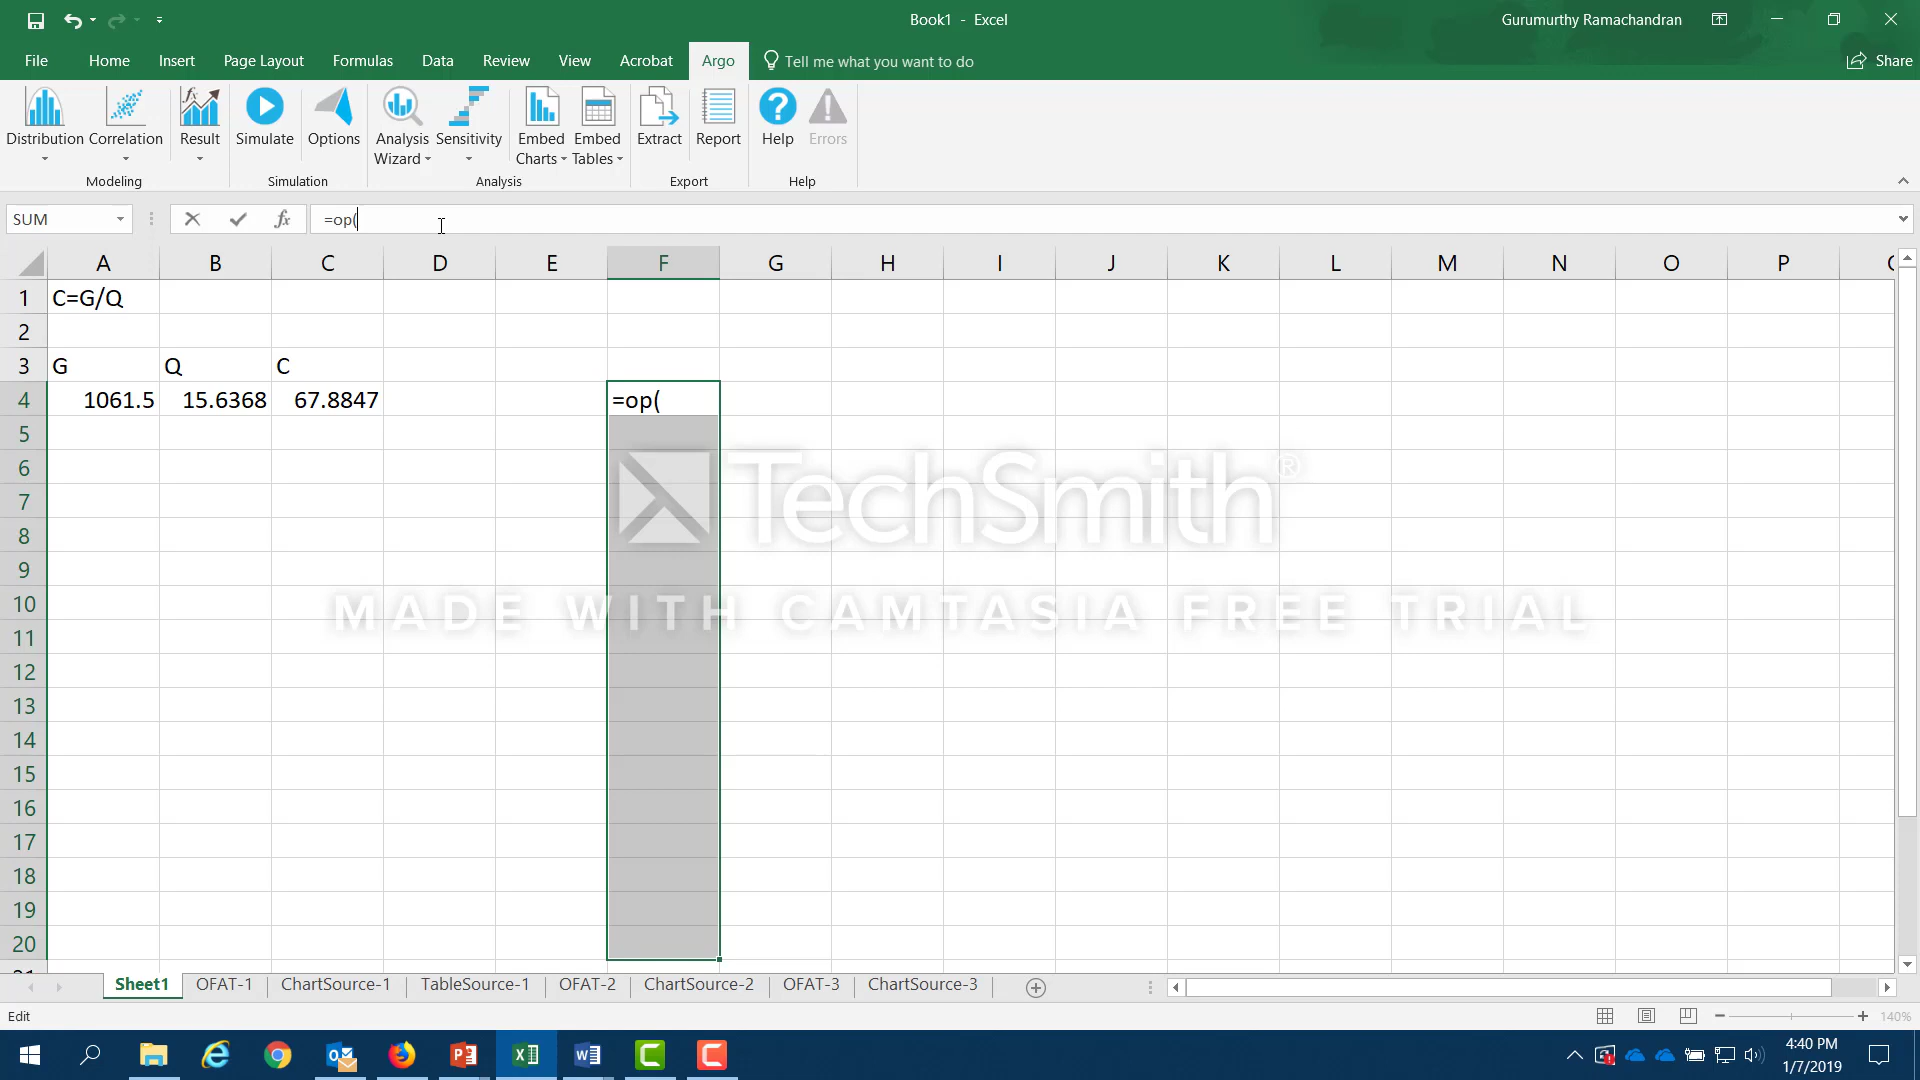 Book1 - Excel
Gurumurthy Ramachandran
File Home Insert Page Layout Formulas Data Review View Acrobat Argo Tell me what you want to do Share
Distribution Correlation Result Simulate Options Analysis Wizard Sensitivity Embed Charts Embed Tables Extract Report Help Errors
Modeling Simulation Analysis Export Help
SUM fx =op(
A B C D E F G H I J K L M N O P
1 C=G/Q
2
3 G Q C
4 1061.5 15.6368 67.8847 =op(
5
6
7
8
9
10
11
12
13
14
15
16
17
18
19
20
TechSmith®
MADE WITH CAMTASIA FREE TRIAL
Sheet1 OFAT-1 ChartSource-1 TableSource-1 OFAT-2 ChartSource-2 OFAT-3 ChartSource-3
Edit 140%
4:40 PM
1/7/2019